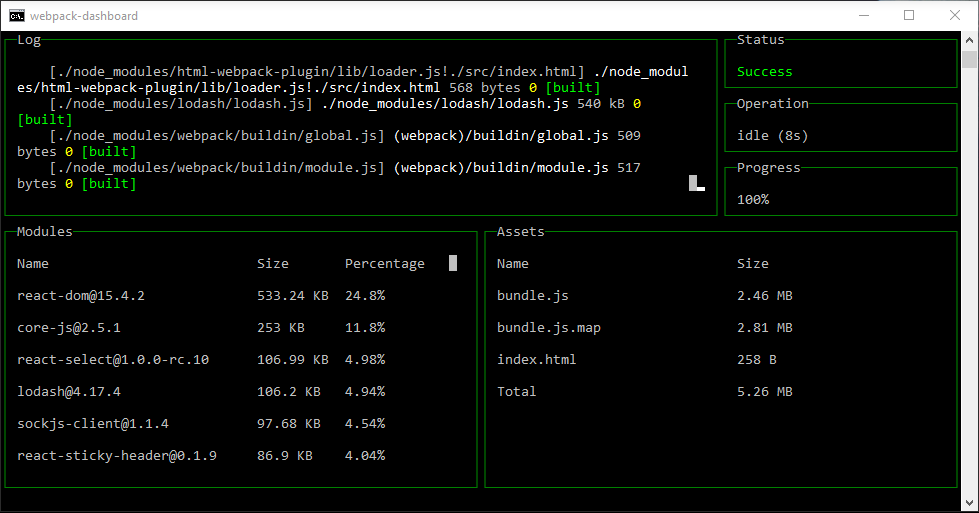 webpack-dashboard
Log
[./node_modules/html-webpack-plugin/lib/loader.js!./src/index.html] ./node_modul
es/html-webpack-plugin/lib/loader.js!./src/index.html 568 bytes 0 [built]
[./node_modules/lodash/lodash.js] ./node_modules/lodash/lodash.js 540 kB 0
[built]
[./node_modules/webpack/buildin/global.js] (webpack)/buildin/global.js 509
bytes 0 [built]
[./node_modules/webpack/buildin/module.js] (webpack)/buildin/module.js 517
bytes 0 [built]
Status
Success
Operation
idle (8s)
Progress
100%
Modules
Name Size Percentage
react-dom@15.4.2 533.24 KB 24.8%
core-js@2.5.1 253 KB 11.8%
react-select@1.0.0-rc.10 106.99 KB 4.98%
lodash@4.17.4 106.2 KB 4.94%
sockjs-client@1.1.4 97.68 KB 4.54%
react-sticky-header@0.1.9 86.9 KB 4.04%
Assets
Name Size
bundle.js 2.46 MB
bundle.js.map 2.81 MB
index.html 258 B
Total 5.26 MB